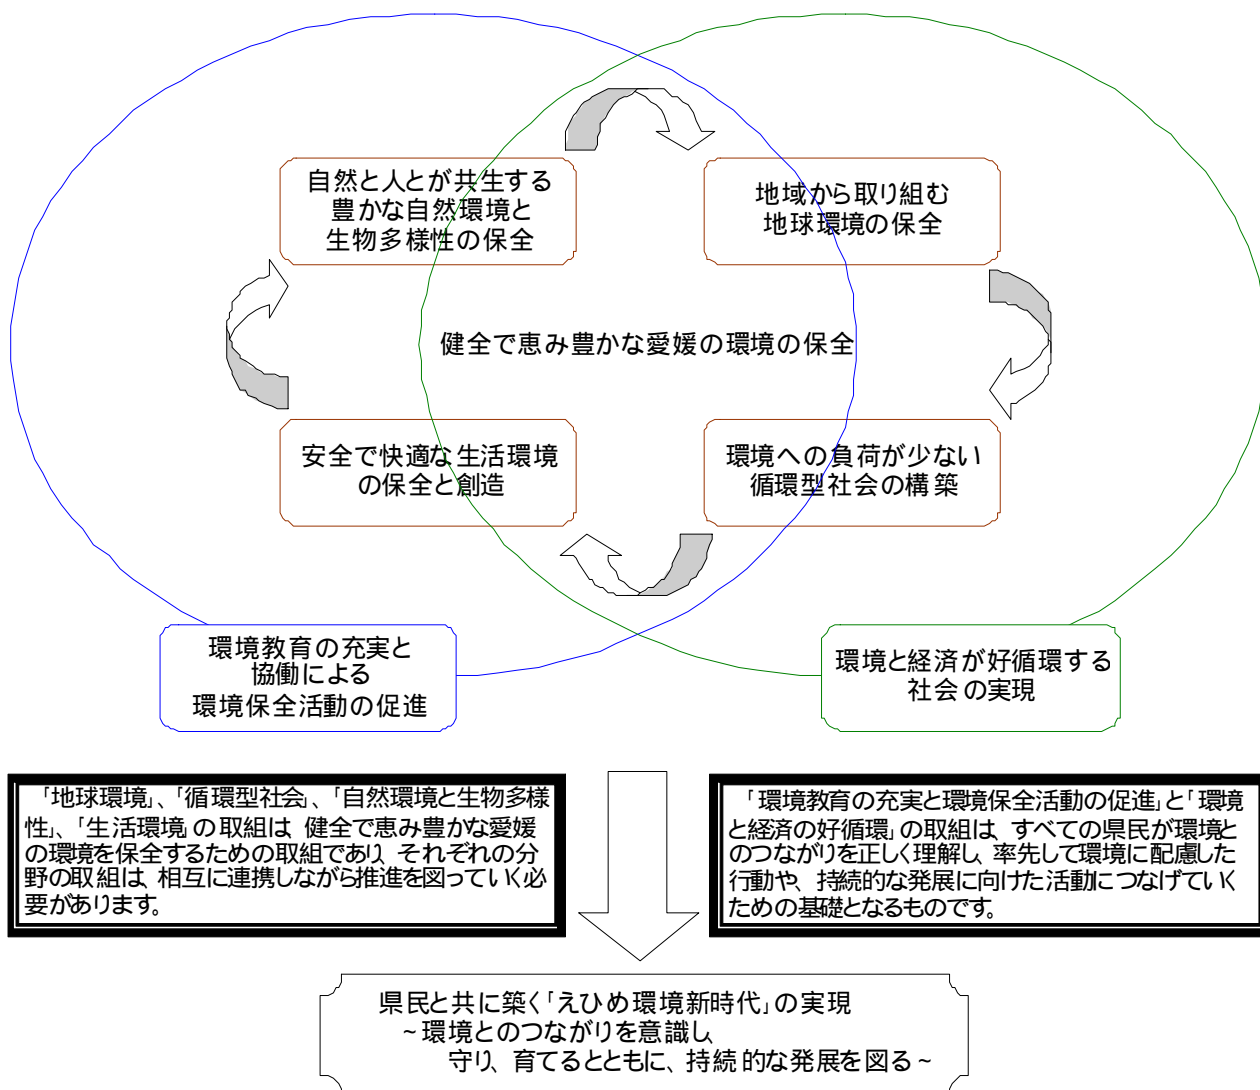 自然と人とが共生する
豊かな自然環境と
生物多様性の保全
地域から取り組む
地球環境の保全
健全で恵み豊かな愛媛の環境の保全
安全で快適な生活環境
の保全と創造
環境への負荷が少ない
循環型社会の構築
環境教育の充実と
協働による
環境保全活動の促進
環境と経済が好循環する
社会の実現
「地球環境」、「循環型社会」、「自然環境と生物多様
性」、「生活環境」の取組は、健全で恵み豊かな愛媛
の環境を保全するための取組であり、それぞれの分
野の取組は、相互に連携しながら推進を図っていく必
要があります。
「環境教育の充実と環境保全活動の促進」と「環境
と経済の好循環」の取組は、すべての県民が環境と
のつながりを正しく理解し、率先して環境に配慮した
行動や、持続的な発展に向けた活動につなげていく
ための基礎となるものです。
県民と共に築く「えひめ環境新時代」の実現
~環境とのつながりを意識し、
守り、育てるとともに、持続的な発展を図る~